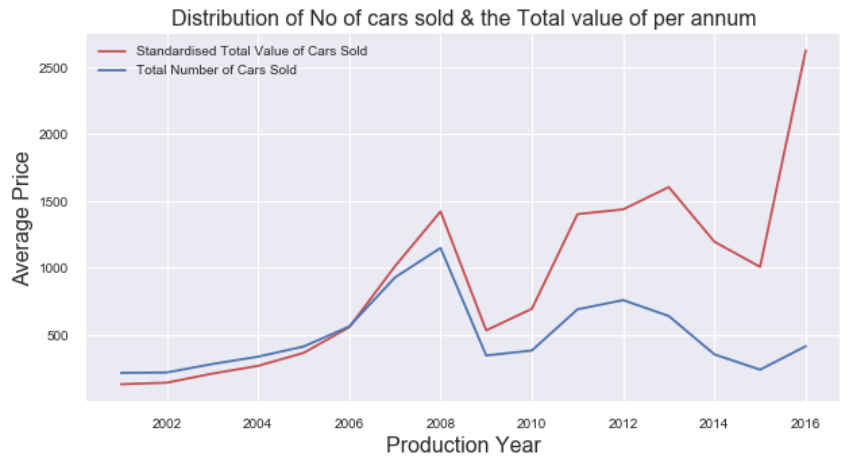 Distribution of No of cars sold & the Total value of per annum
Standardised Total Value of Cars Sold
Total Number of Cars Sold
2500
2000
1500
1000
500
Average Price
2002 2004 2006 2008 2010 2012 2014 2016
Production Year